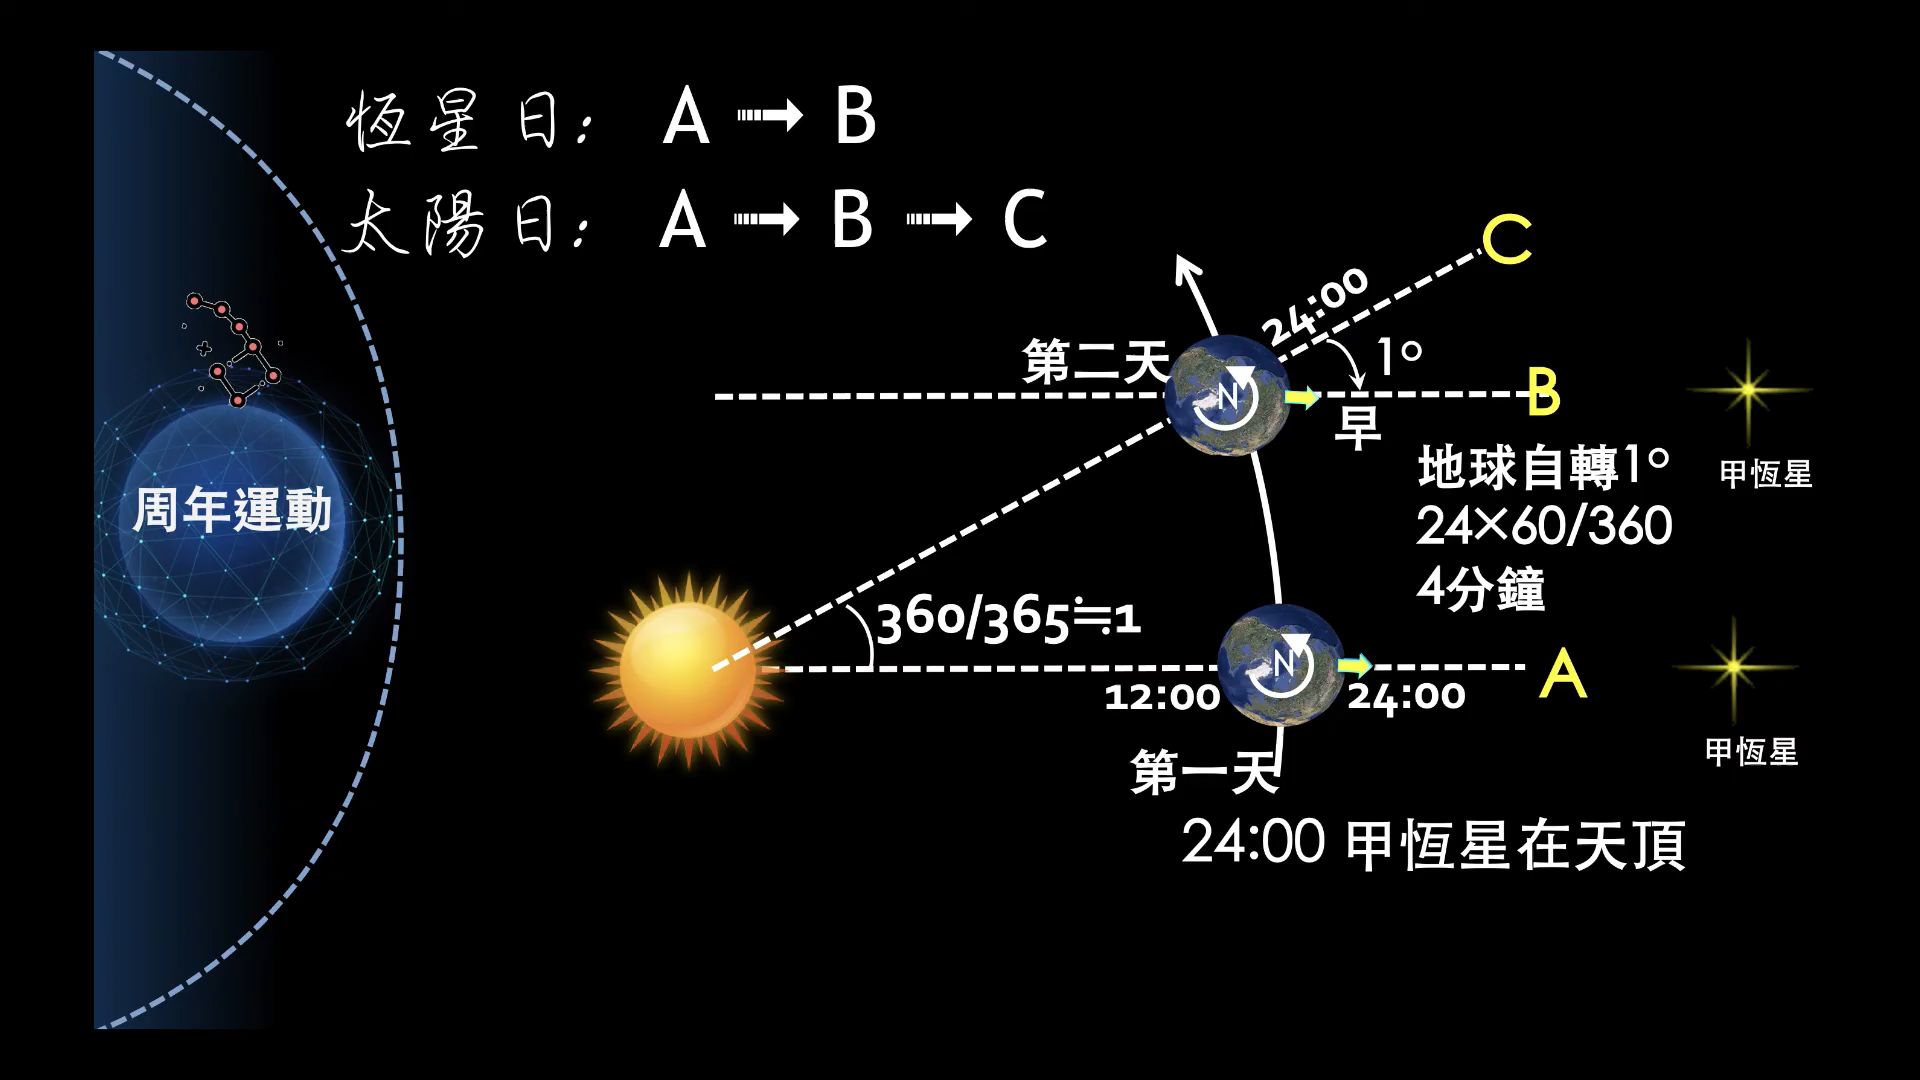 恆星日: A B
太陽日: A B C
周年運動
第二天
24:00
C
1°
N
B
早
甲恆星
地球自轉1°
24×60/360
4分鐘
360/365≒1
12:00
N
24:00
A
甲恆星
第一天
24:00 甲恆星在天頂